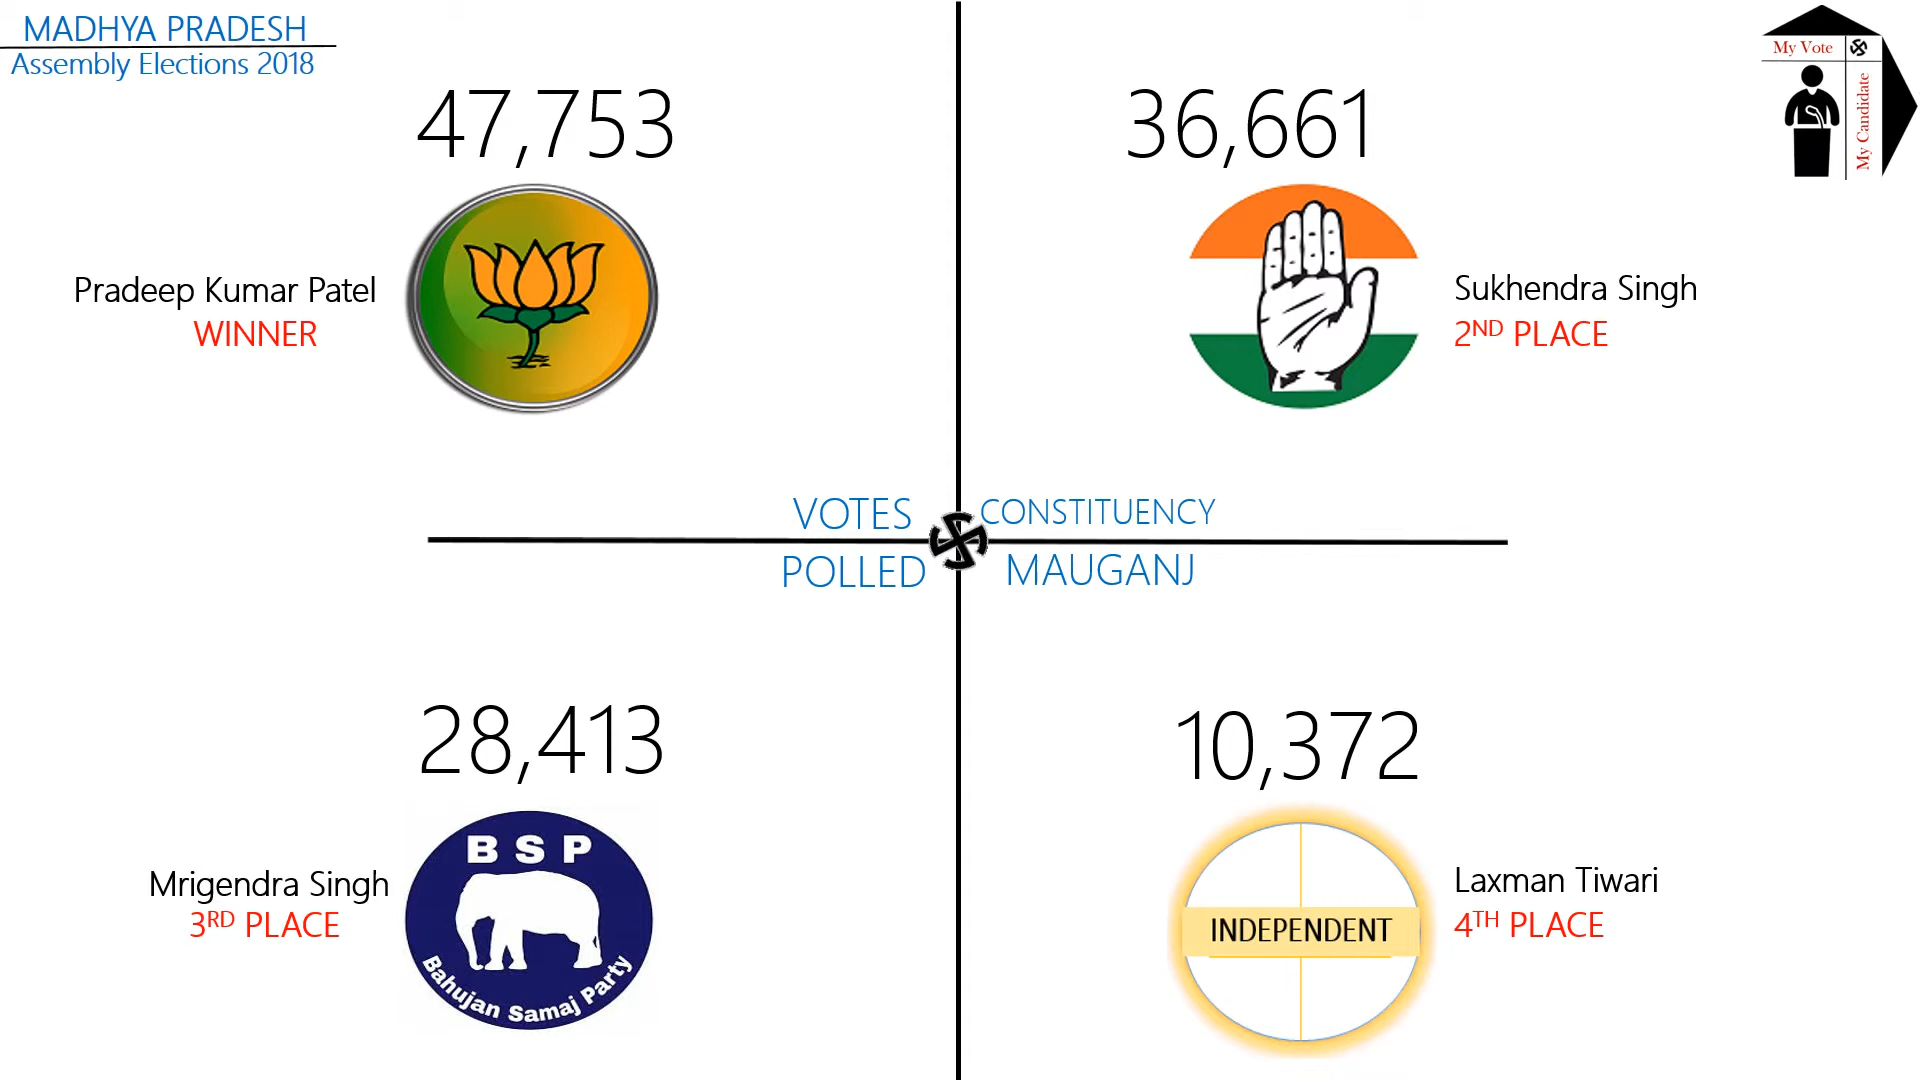 MADHYA PRADESH
Assembly Elections 2018
My Vote
My Candidate
47,753
Pradeep Kumar Patel
WINNER
36,661
Sukhendra Singh
2ND PLACE
VOTES
POLLED
CONSTITUENCY
MAUGANJ
28,413
Mrigendra Singh
3RD PLACE
BSP
Bahujan Samaj Party
10,372
INDEPENDENT
Laxman Tiwari
4TH PLACE